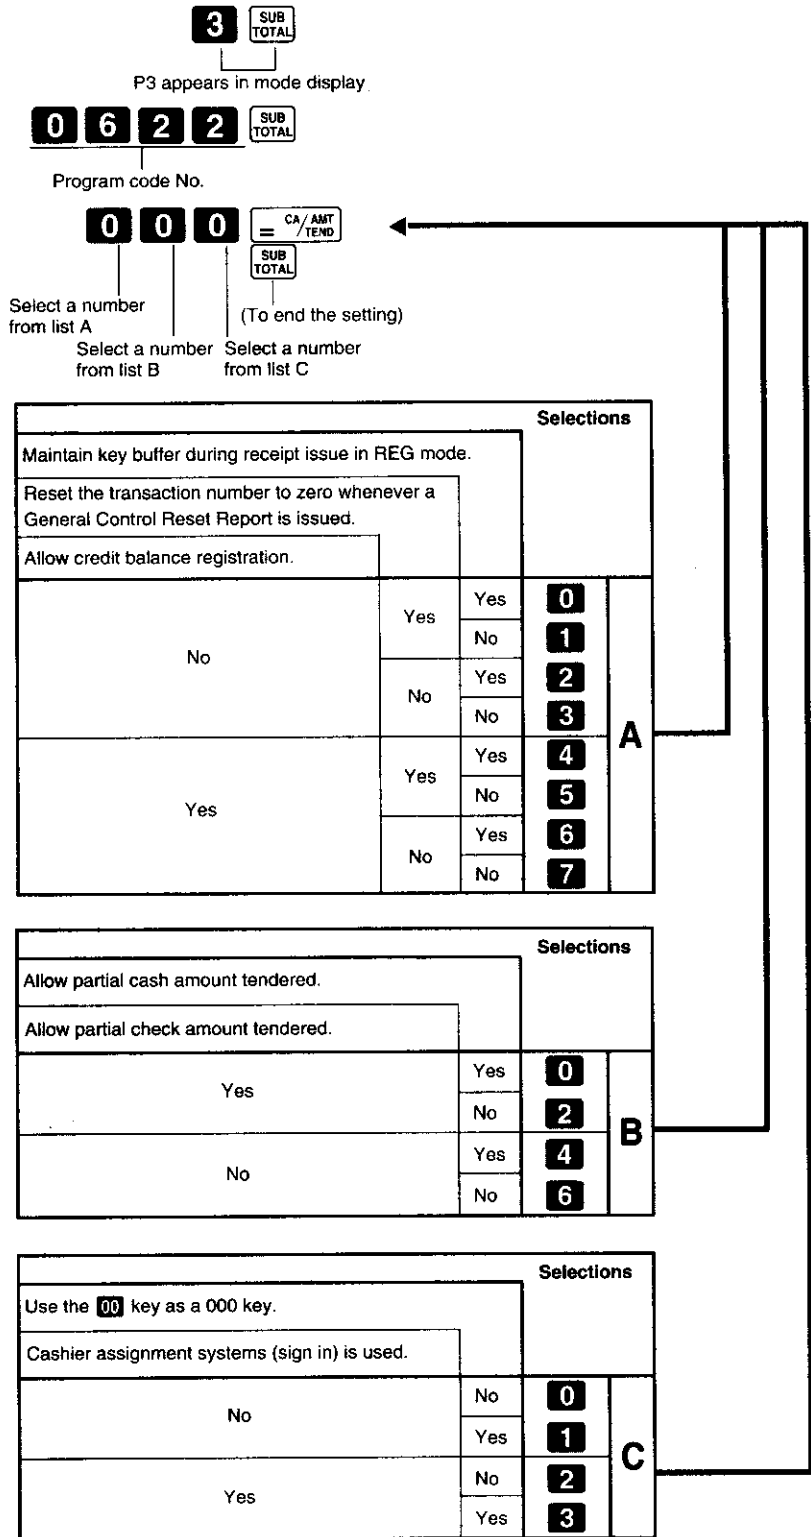 3 SUB TOTAL
P3 appears in mode display
0 6 2 2 SUB TOTAL
Program code No.
0 0 0 = CA/AMT TEND
SUB TOTAL
Select a number from list A
(To end the setting)
Select a number from list B
Select a number from list C
Selections
Maintain key buffer during receipt issue in REG mode.
Reset the transaction number to zero whenever a
General Control Reset Report is issued.
Allow credit balance registration.
No Yes Yes 0
No 1
No Yes 2
No 3
A
Yes Yes Yes 4
No 5
No Yes 6
No 7
Selections
Allow partial cash amount tendered.
Allow partial check amount tendered.
Yes Yes 0
No 2
B
No Yes 4
No 6
Selections
Use the 00 key as a 000 key.
Cashier assignment systems (sign in) is used.
No No 0
Yes 1
C
Yes No 2
Yes 3